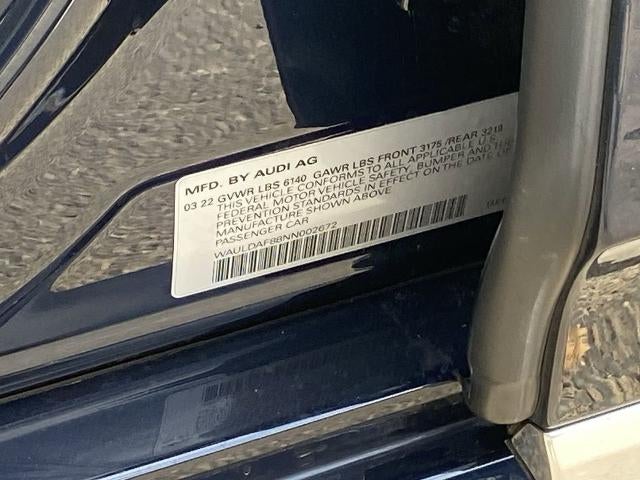 MFD. BY AUDI AG
03 22 GVWR LBS 6140 GAWR LBS FRONT 3175 /REAR 3219
THIS VEHICLE CONFORMS TO ALL APPLICABLE U.S.
FEDERAL MOTOR VEHICLE SAFETY, BUMPER AND
PREVENTION STANDARDS IN EFFECT ON THE DATE OF
MANUFACTURE SHOWN ABOVE
PASSENGER CAR
WAULDAF88NN002672